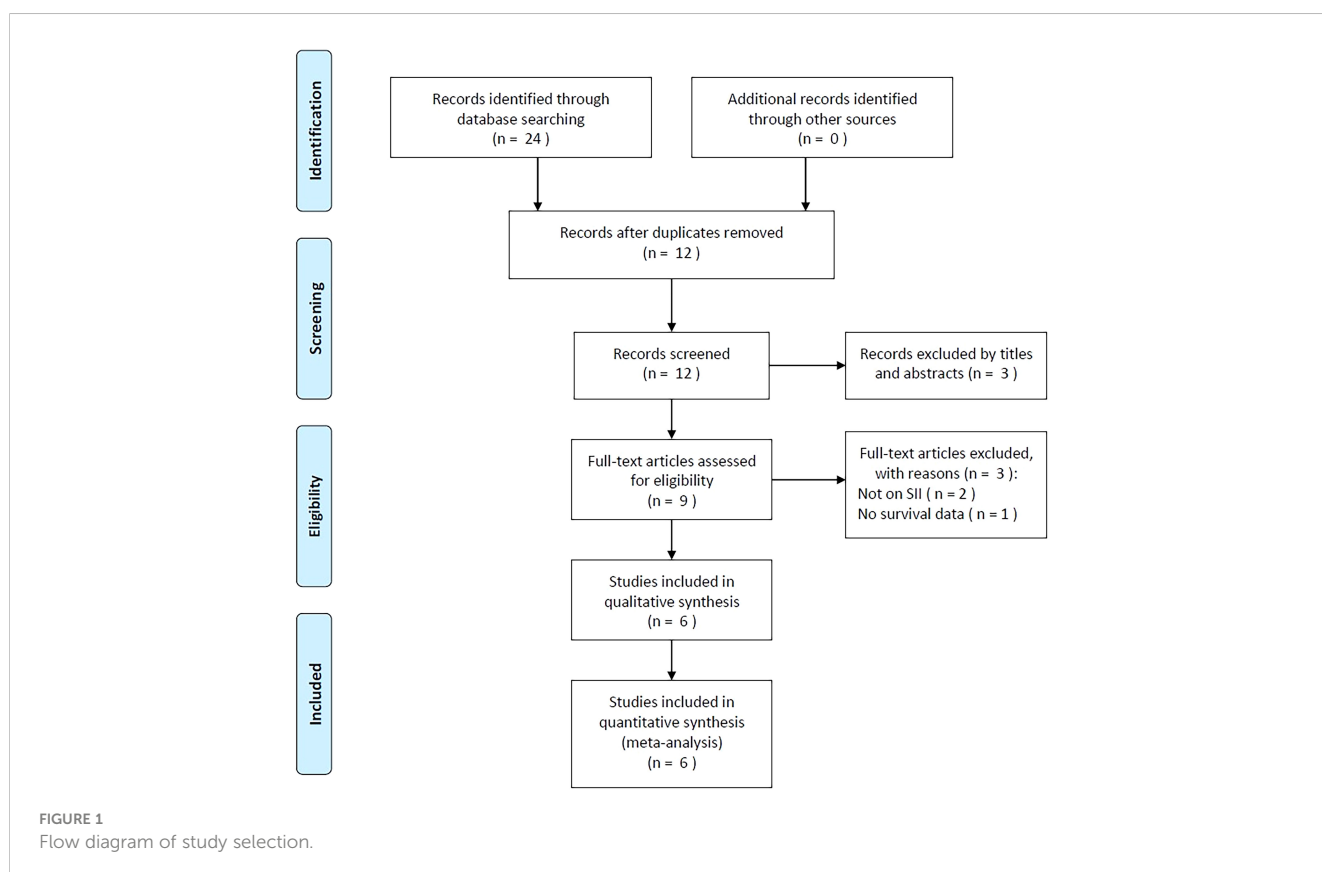 Identification
Records identified through
database searching
(n = 24 )
Additional records identified
through other sources
(n = 0 )
Records after duplicates removed
(n = 12 )
Screening
Records screened
(n = 12 )
Records excluded by titles
and abstracts (n = 3 )
Eligibility
Full-text articles assessed
for eligibility
(n = 9 )
Full-text articles excluded,
with reasons (n = 3 ):
Not on SII ( n = 2 )
No survival data ( n = 1 )
Studies included in
qualitative synthesis
(n = 6 )
Included
Studies included in
quantitative synthesis
(meta-analysis)
(n = 6 )
FIGURE 1
Flow diagram of study selection.